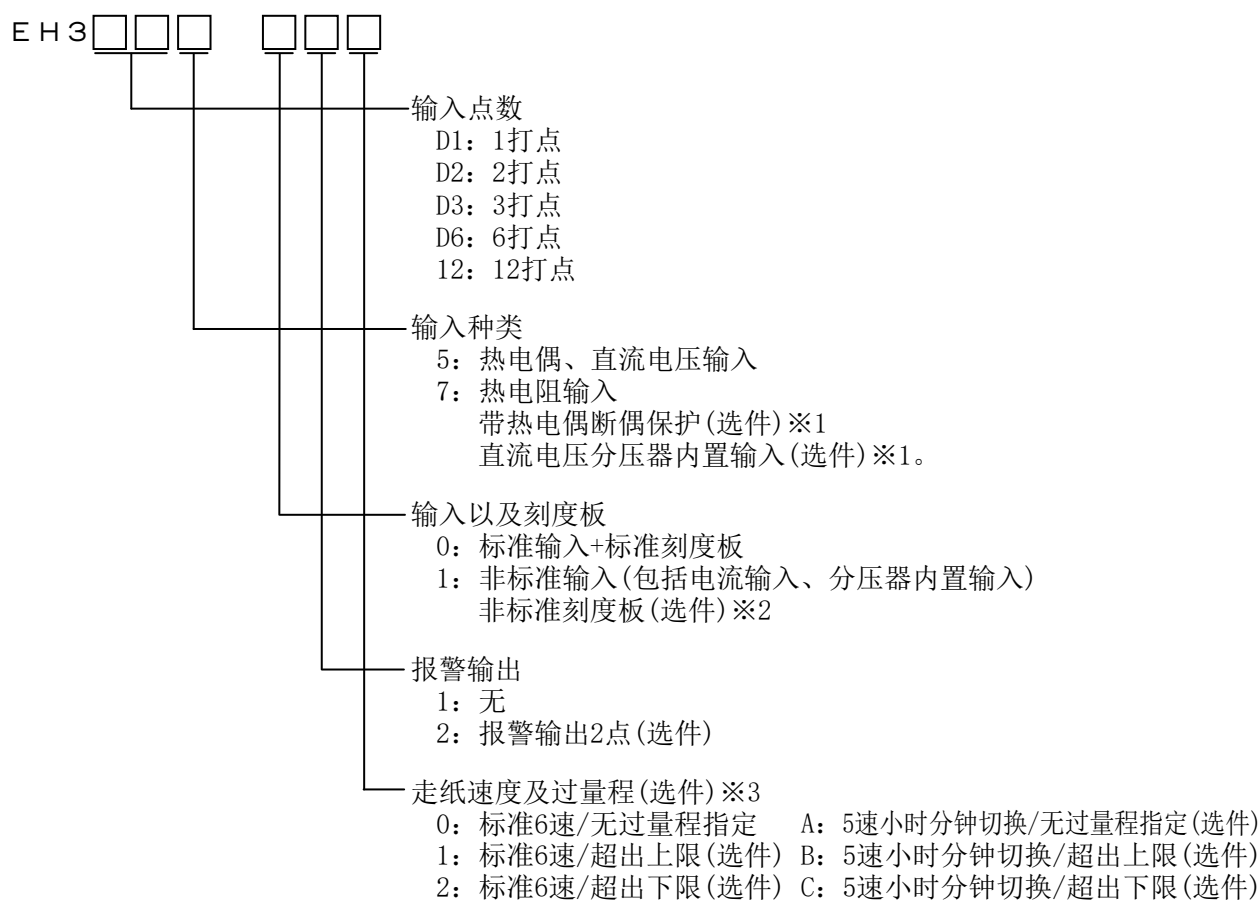 EH3□□□ □□□
输入点数
D1：1打点
D2：2打点
D3：3打点
D6：6打点
12：12打点
输入种类
5：热电偶、直流电压输入
7：热电阻输入
带热电偶断偶保护(选件)※1
直流电压分压器内置输入(选件)※1。
输入以及刻度板
0：标准输入+标准刻度板
1：非标准输入(包括电流输入、分压器内置输入)
非标准刻度板(选件)※2
报警输出
1：无
2：报警输出2点(选件)
走纸速度及过量程(选件)※3
0：标准6速/无过量程指定 A：5速小时分钟切换/无过量程指定(选件)
1：标准6速/超出上限(选件) B：5速小时分钟切换/超出上限(选件)
2：标准6速/超出下限(选件) C：5速小时分钟切换/超出下限(选件)